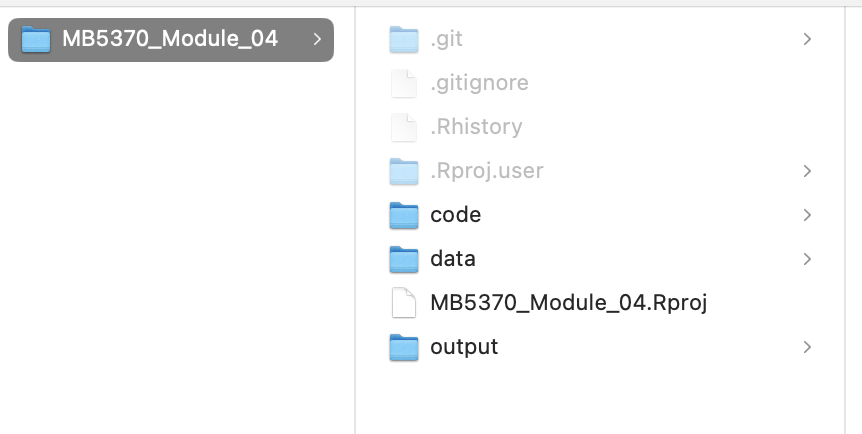 MB5370_Module_04
.git
.gitignore
.Rhistory
.Rproj.user
code
data
MB5370_Module_04.Rproj
output